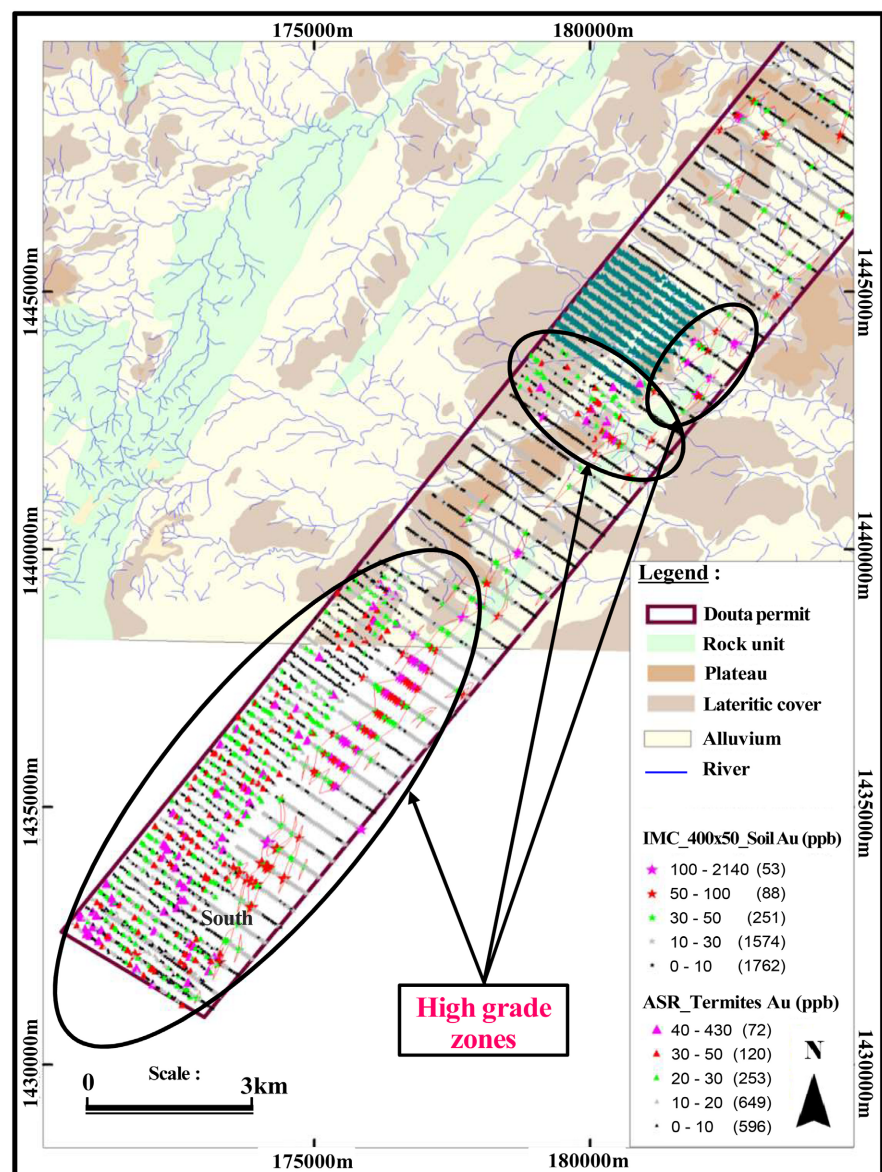 175000m 180000m
1445000m
1445000m
1440000m
1440000m
1435000m
1435000m
1430000m
1430000m
Legend :
Douta permit
Rock unit
Plateau
Lateritic cover
Alluvium
River
IMC_400x50_Soil Au (ppb)
100 - 2140 (53)
50 - 100 (88)
30 - 50 (251)
10 - 30 (1574)
0 - 10 (1762)
ASR_Termites Au (ppb)
40 - 430 (72)
30 - 50 (120)
20 - 30 (253)
10 - 20 (649)
0 - 10 (596)
N
South
High grade
zones
Scale :
0 3km
175000m 180000m